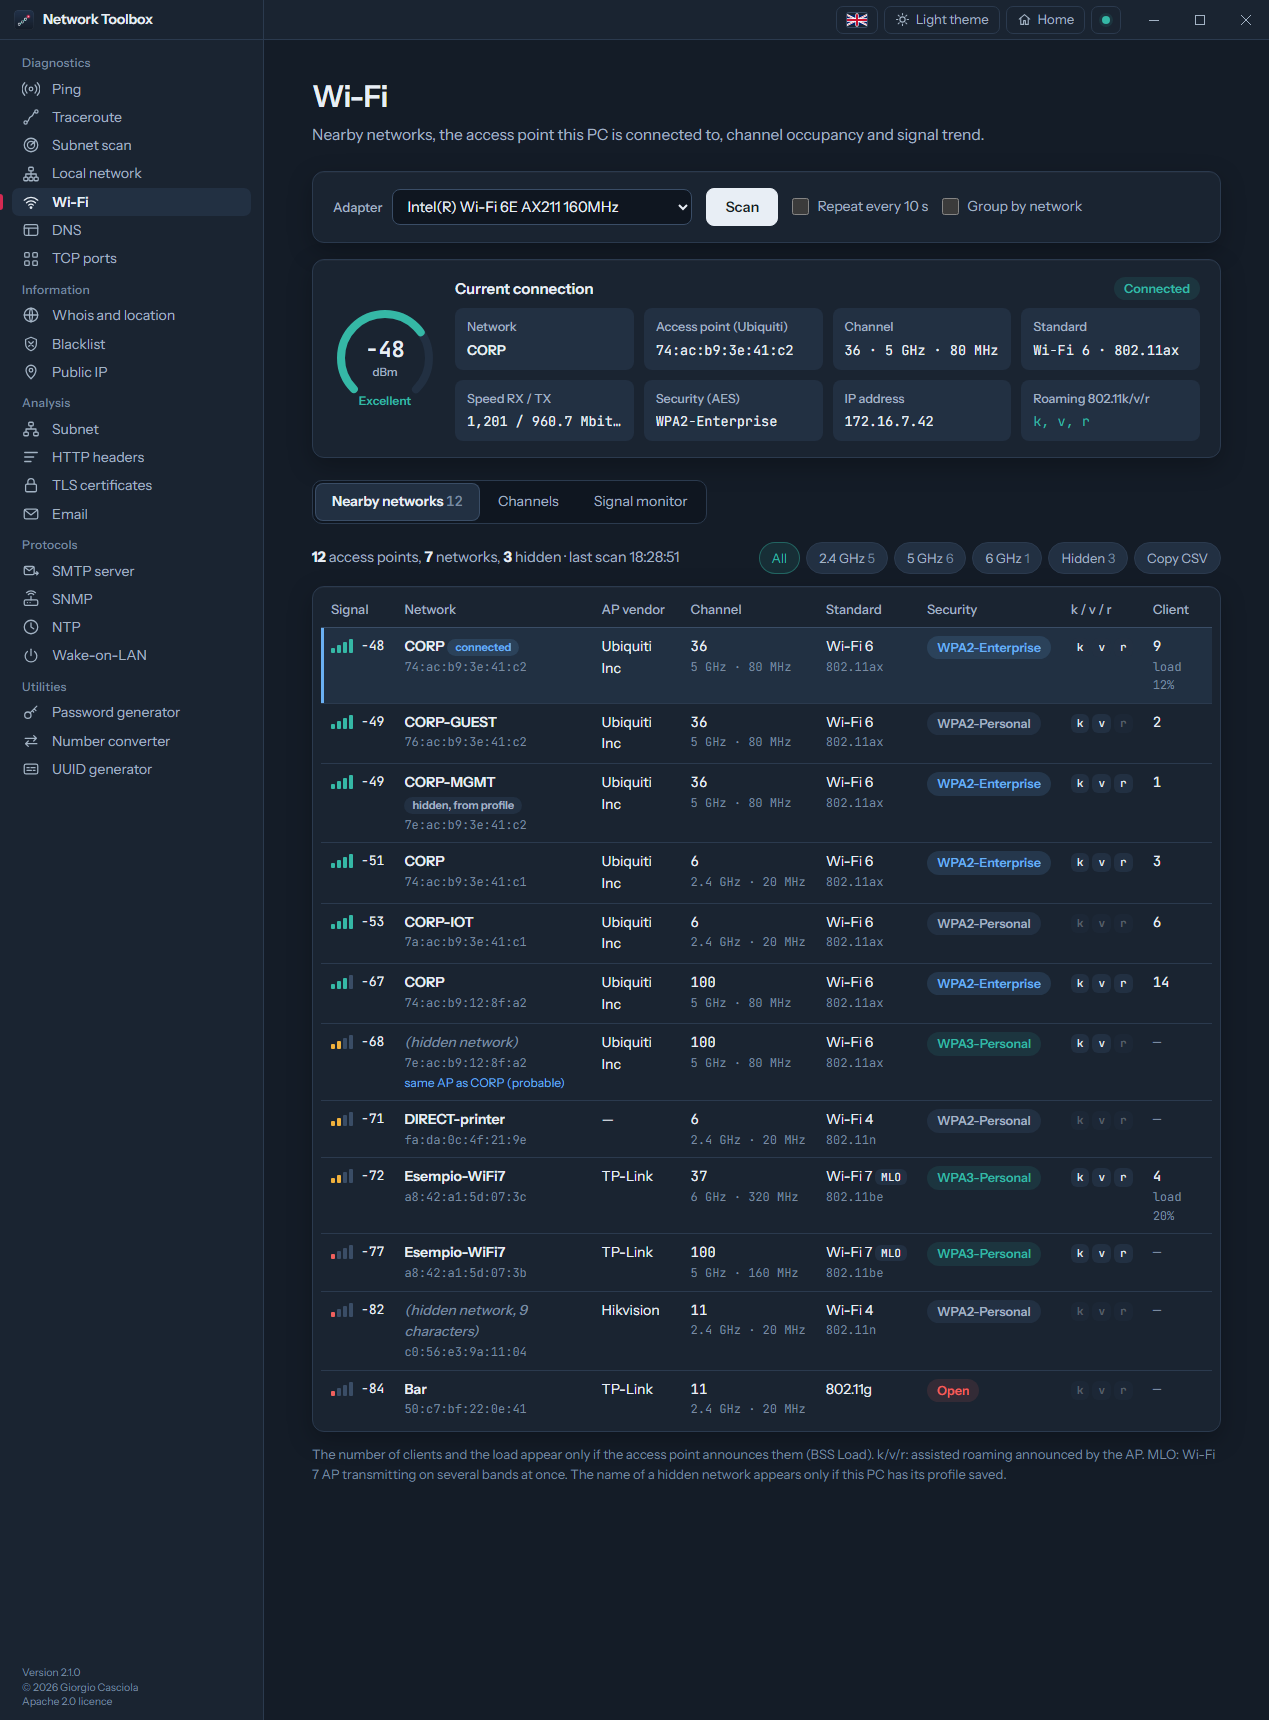 Network Toolbox
Light theme
Home
Diagnostics
Ping
Traceroute
Subnet scan
Local network
Wi-Fi
DNS
TCP ports
Information
Whois and location
Blacklist
Public IP
Analysis
Subnet
HTTP headers
TLS certificates
Email
Protocols
SMTP server
SNMP
NTP
Wake-on-LAN
Utilities
Password generator
Number converter
UUID generator
Version 2.1.0
© 2026 Giorgio Casciola
Apache 2.0 licence
Wi-Fi
Nearby networks, the access point this PC is connected to, channel occupancy and signal trend.
Adapter Intel(R) Wi-Fi 6E AX211 160MHz Scan Repeat every 10 s Group by network
Current connection Connected
-48
dBm
Excellent
Network Access point (Ubiquiti) Channel Standard
CORP 74:ac:b9:3e:41:c2 36 · 5 GHz · 80 MHz Wi-Fi 6 · 802.11ax
Speed RX / TX Security (AES) IP address Roaming 802.11k/v/r
1,201 / 960.7 Mbit… WPA2-Enterprise 172.16.7.42 k, v, r
Nearby networks 12 Channels Signal monitor
12 access points, 7 networks, 3 hidden · last scan 18:28:51 All 2.4 GHz 5 5 GHz 6 6 GHz 1 Hidden 3 Copy CSV
Signal Network AP vendor Channel Standard Security k / v / r Client
-48 CORP connected Ubiquiti 36 Wi-Fi 6 WPA2-Enterprise k v r 9
74:ac:b9:3e:41:c2 Inc 5 GHz · 80 MHz 802.11ax load
12%
-49 CORP-GUEST Ubiquiti 36 Wi-Fi 6 WPA2-Personal k v r 2
76:ac:b9:3e:41:c2 Inc 5 GHz · 80 MHz 802.11ax
-49 CORP-MGMT Ubiquiti 36 Wi-Fi 6 WPA2-Enterprise k v r 1
hidden, from profile Inc 5 GHz · 80 MHz 802.11ax
7e:ac:b9:3e:41:c2
-51 CORP Ubiquiti 6 Wi-Fi 6 WPA2-Enterprise k v r 3
74:ac:b9:3e:41:c1 Inc 2.4 GHz · 20 MHz 802.11ax
-53 CORP-IOT Ubiquiti 6 Wi-Fi 6 WPA2-Personal k v r 6
7a:ac:b9:3e:41:c1 Inc 2.4 GHz · 20 MHz 802.11ax
-67 CORP Ubiquiti 100 Wi-Fi 6 WPA2-Enterprise k v r 14
74:ac:b9:12:8f:a2 Inc 5 GHz · 80 MHz 802.11ax
-68 (hidden network) Ubiquiti 100 Wi-Fi 6 WPA3-Personal k v r —
7e:ac:b9:12:8f:a2 Inc 5 GHz · 80 MHz 802.11ax
same AP as CORP (probable)
-71 DIRECT-printer — 6 Wi-Fi 4 WPA2-Personal k v r —
fa:da:0c:4f:21:9e 2.4 GHz · 20 MHz 802.11n
-72 Esempio-WiFi7 TP-Link 37 Wi-Fi 7 MLO WPA3-Personal k v r 4
a8:42:a1:5d:07:3c 6 GHz · 320 MHz 802.11be load
20%
-77 Esempio-WiFi7 TP-Link 100 Wi-Fi 7 MLO WPA3-Personal k v r —
a8:42:a1:5d:07:3b 5 GHz · 160 MHz 802.11be
-82 (hidden network, 9 Hikvision 11 Wi-Fi 4 WPA2-Personal k v r —
characters) 2.4 GHz · 20 MHz 802.11n
c0:56:e3:9a:11:04
-84 Bar TP-Link 11 802.11g Open k v r —
50:c7:bf:22:0e:41 2.4 GHz · 20 MHz
The number of clients and the load appear only if the access point announces them (BSS Load). k/v/r: assisted roaming announced by the AP. MLO: Wi-Fi
7 AP transmitting on several bands at once. The name of a hidden network appears only if this PC has its profile saved.